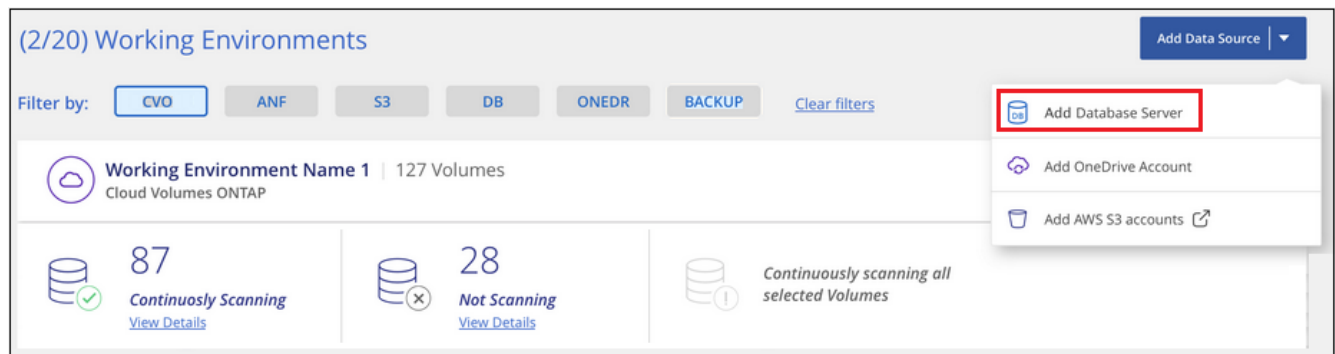 (2/20) Working Environments
Add Data Source
Filter by:
CVO
ANF
S3
DB
ONEDR
BACKUP
Clear filters
DB
Add Database Server
Add OneDrive Account
Add AWS S3 accounts
Working Environment Name 1 | 127 Volumes
Cloud Volumes ONTAP
87
Continuosly Scanning
View Details
28
Not Scanning
View Details
Continuously scanning all
selected Volumes